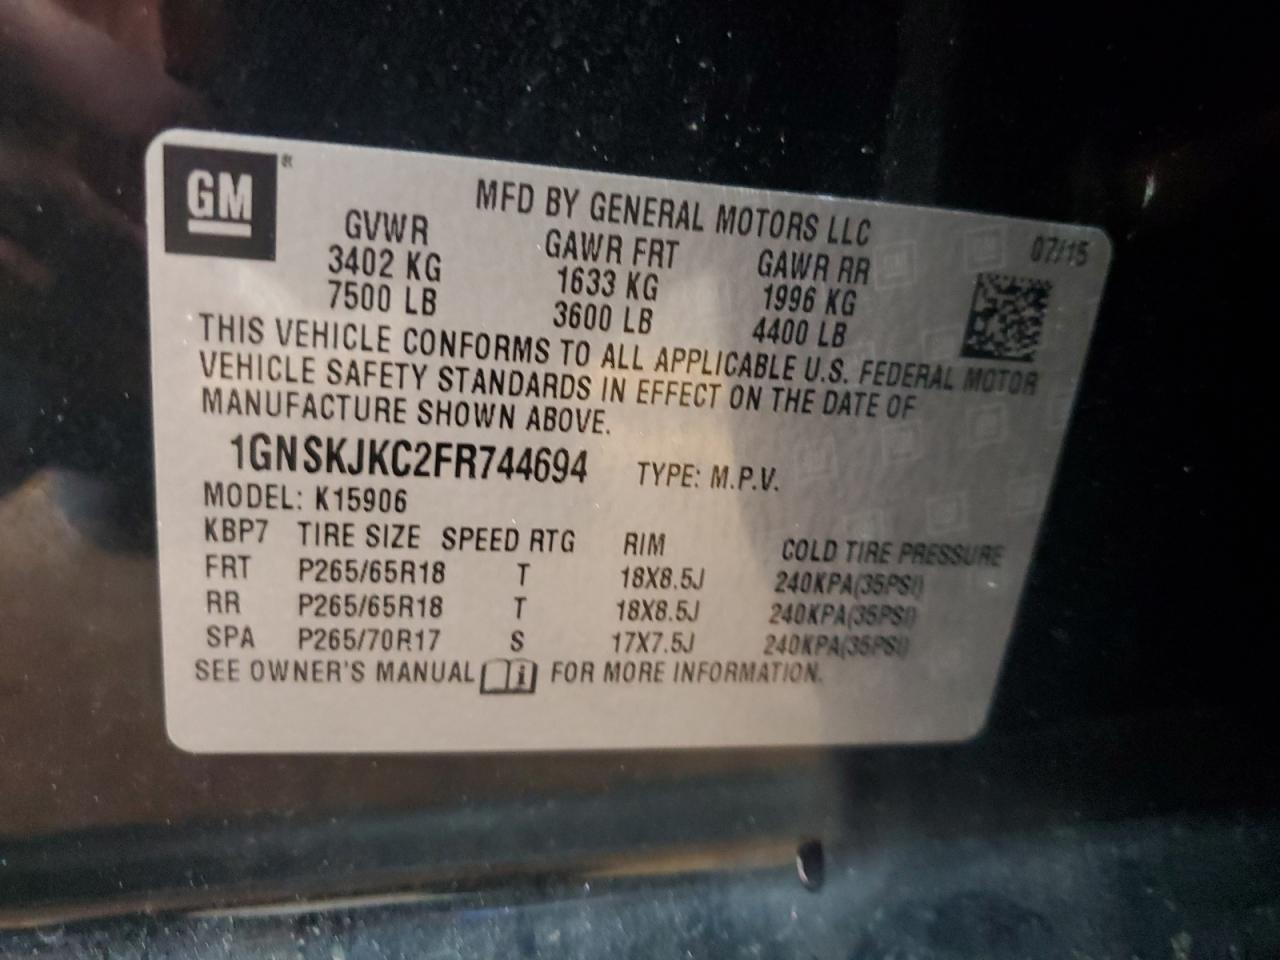 GM
MFD BY GENERAL MOTORS LLC
07/15
GVWR GAWR FRT GAWR RR
3402 KG 1633 KG 1996 KG
7500 LB 3600 LB 4400 LB
THIS VEHICLE CONFORMS TO ALL APPLICABLE U.S. FEDERAL MOTOR
VEHICLE SAFETY STANDARDS IN EFFECT ON THE DATE OF
MANUFACTURE SHOWN ABOVE.
1GNSKJKC2FR744694 TYPE: M.P.V.
MODEL: K15906
KBP7 TIRE SIZE SPEED RTG RIM COLD TIRE PRESSURE
FRT P265/65R18 T 18X8.5J 240KPA(35PSI)
RR P265/65R18 T 18X8.5J 240KPA(35PSI)
SPA P265/70R17 S 17X7.5J 240KPA(35PSI)
SEE OWNER'S MANUAL i FOR MORE INFORMATION.